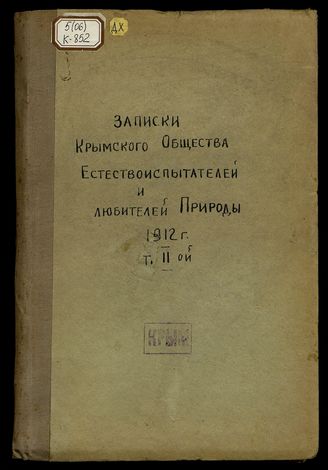 5(06)
К-852
ДХ
Записки
Крымского Общества
Естествоиспытателей
и
любителей Природы
1912 г.
т. II ой
КРЫМ